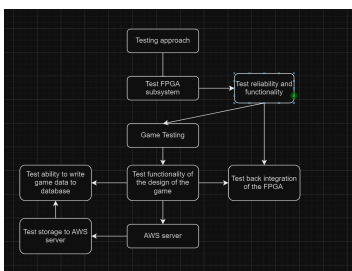 Testing approach
Test FPGA
subsystem
Test reliability and
functionality
Game Testing
Test ability to write
game data to
database
Test functionality of
the design of the
game
Test back integration
of the FPGA
Test storage to AWS
server
AWS server